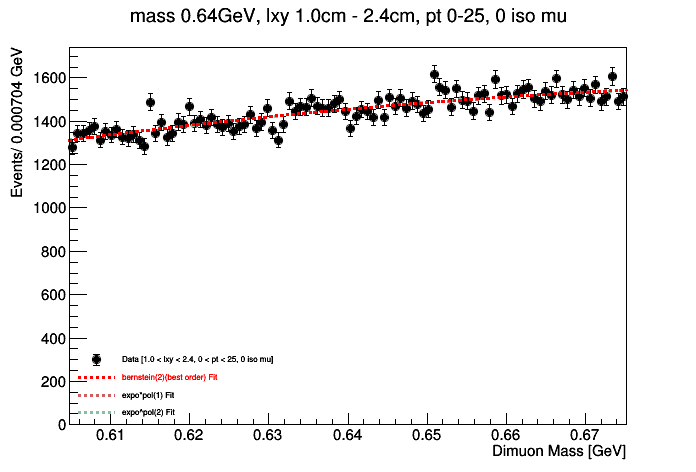 mass 0.64GeV, lxy 1.0cm - 2.4cm, pt 0-25, 0 iso mu
Events/ 0.000704 GeV
1600
1400
1200
1000
800
600
400
200
0
Data [1.0 < lxy < 2.4, 0 < pt < 25, 0 iso mu]
bernstein(2)(best order) Fit
expo*pol(1) Fit
expo^pol(2) Fit
0.61 0.62 0.63 0.64 0.65 0.66 0.67
Dimuon Mass [GeV]